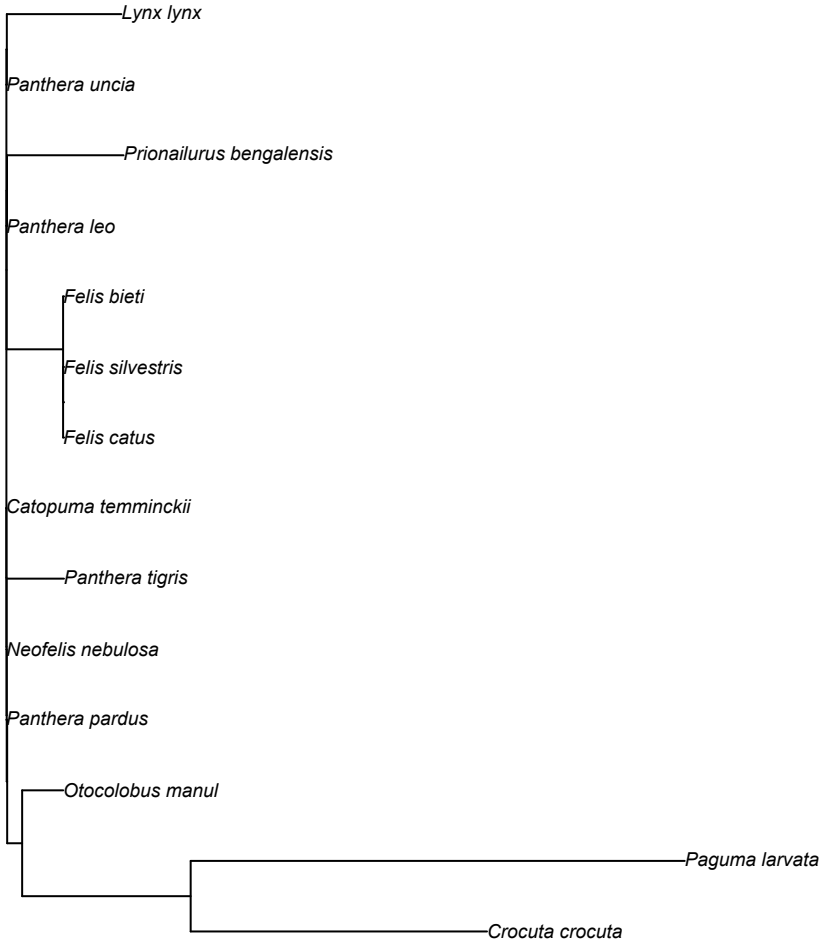 Lynx lynx
Panthera uncia
Prionailurus bengalensis
Panthera leo
Felis bieti
Felis silvestris
Felis catus
Catopuma temminckii
Panthera tigris
Neofelis nebulosa
Panthera pardus
Otocolobus manul
Paguma larvata
Crocuta crocuta